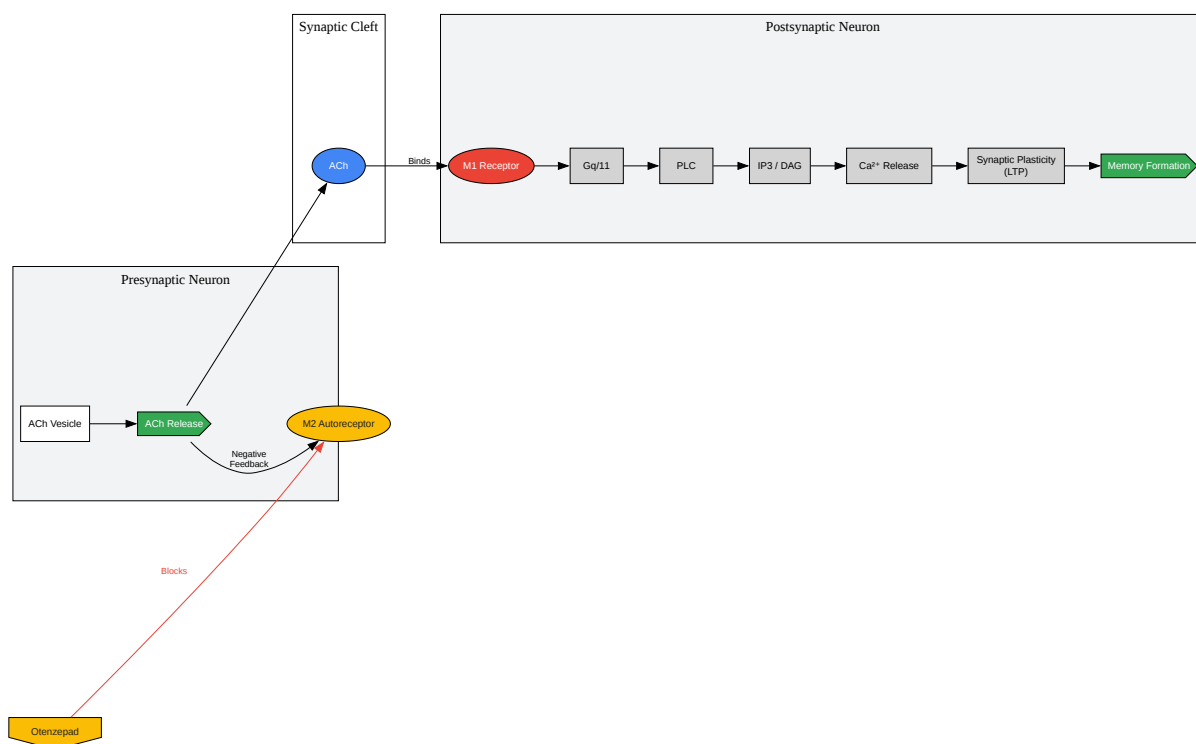 Synaptic Cleft
Postsynaptic Neuron
ACh
Binds
M1 Receptor
Gq/11
PLC
IP3 / DAG
Ca²⁺ Release
Synaptic Plasticity
(LTP)
Memory Formation
Presynaptic Neuron
ACh Vesicle
ACh Release
M2 Autoreceptor
Negative
Feedback
Blocks
Otenzepad